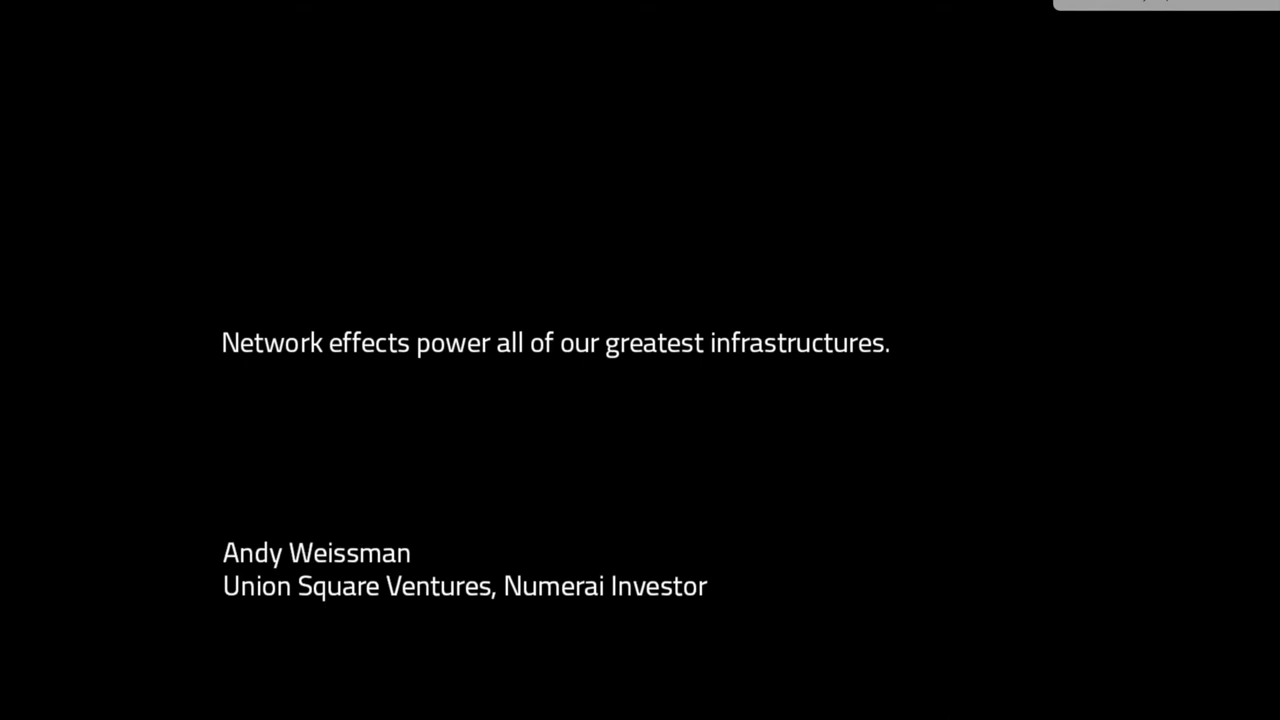 Network effects power all of our greatest infrastructures.
Andy Weissman
Union Square Ventures, Numerai Investor